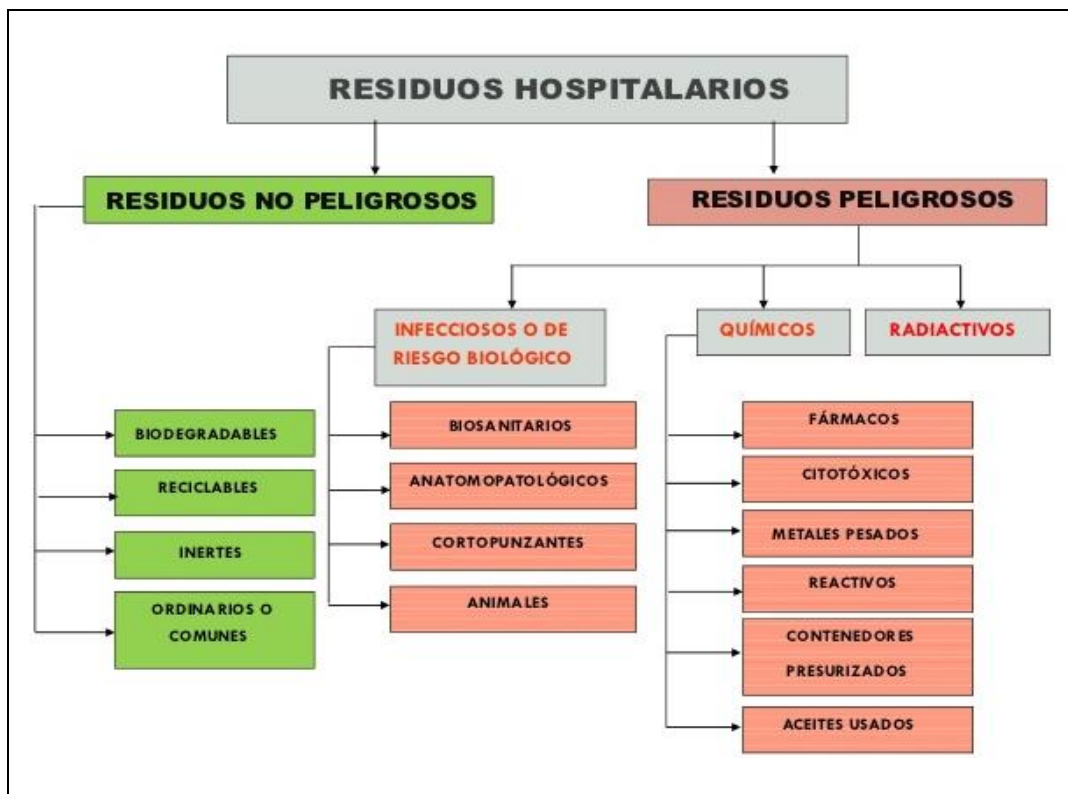 RESIDUOS HOSPITALARIOS
RESIDUOS NO PELIGROSOS
RESIDUOS PELIGROSOS
INFECCIOSOS O DE
RIESGO BIOLÓGICO
QUÍMICOS
RADIACTIVOS
BIODEGRADABLES
RECICLABLES
INERTES
ORDINARIOS O
COMUNES
BIOSANITARIOS
ANATOMOPATOLÓGICOS
CORTOPUNZANTES
ANIMALES
FÁRMACOS
CITOTÓXICOS
METALES PESADOS
REACTIVOS
CONTENEDORES
PRESURIZADOS
ACEITES USADOS